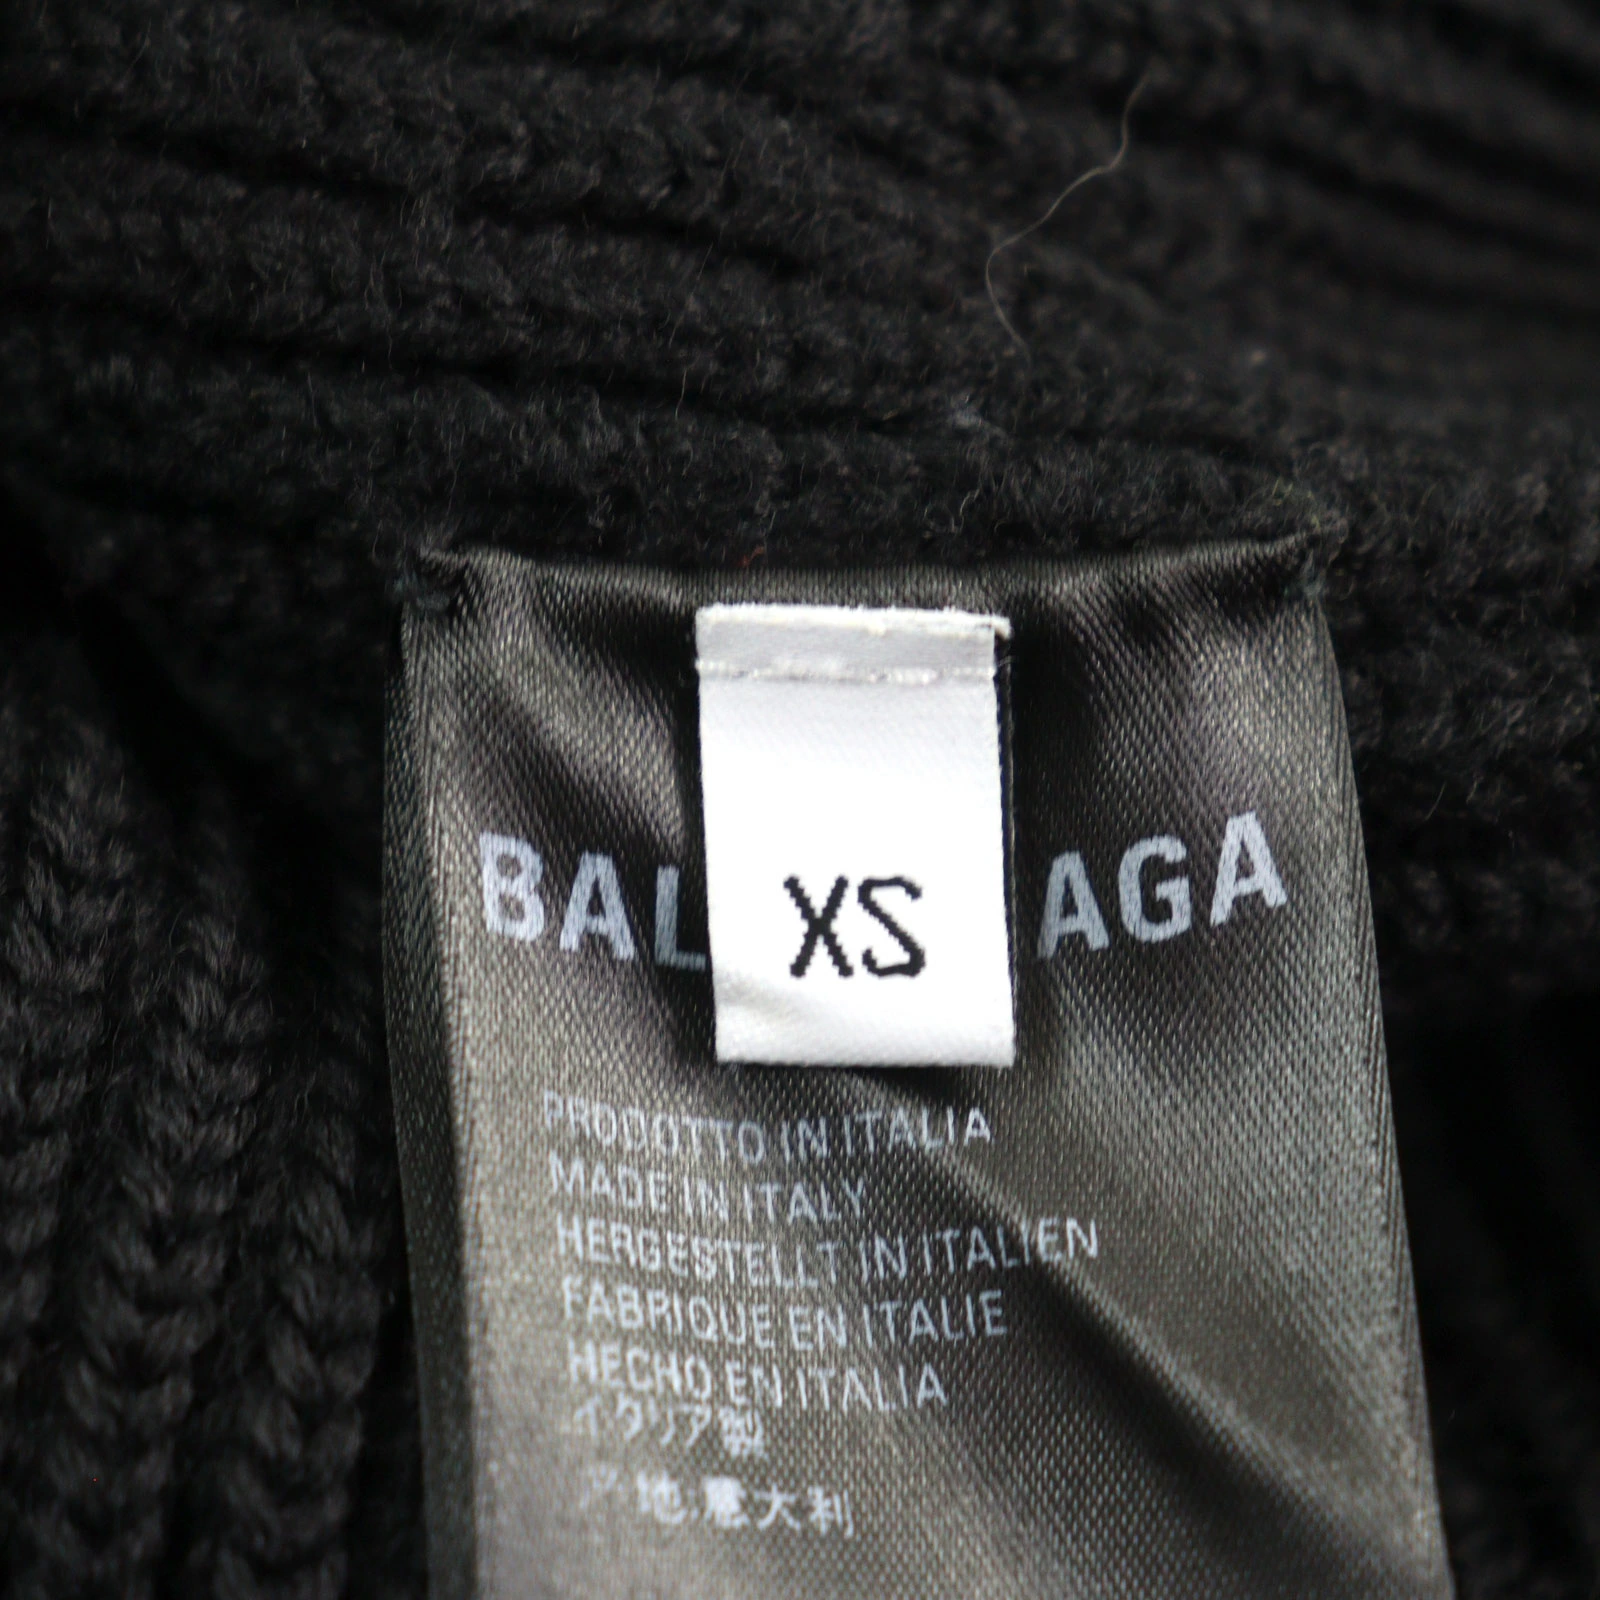 BAL AGA
XS
PRODOTTO IN ITALIA
MADE IN ITALY
HERGESTELLT IN ITALIEN
FABRIQUE EN ITALIE
HECHO EN ITALIA
イタリア製
产地意大利